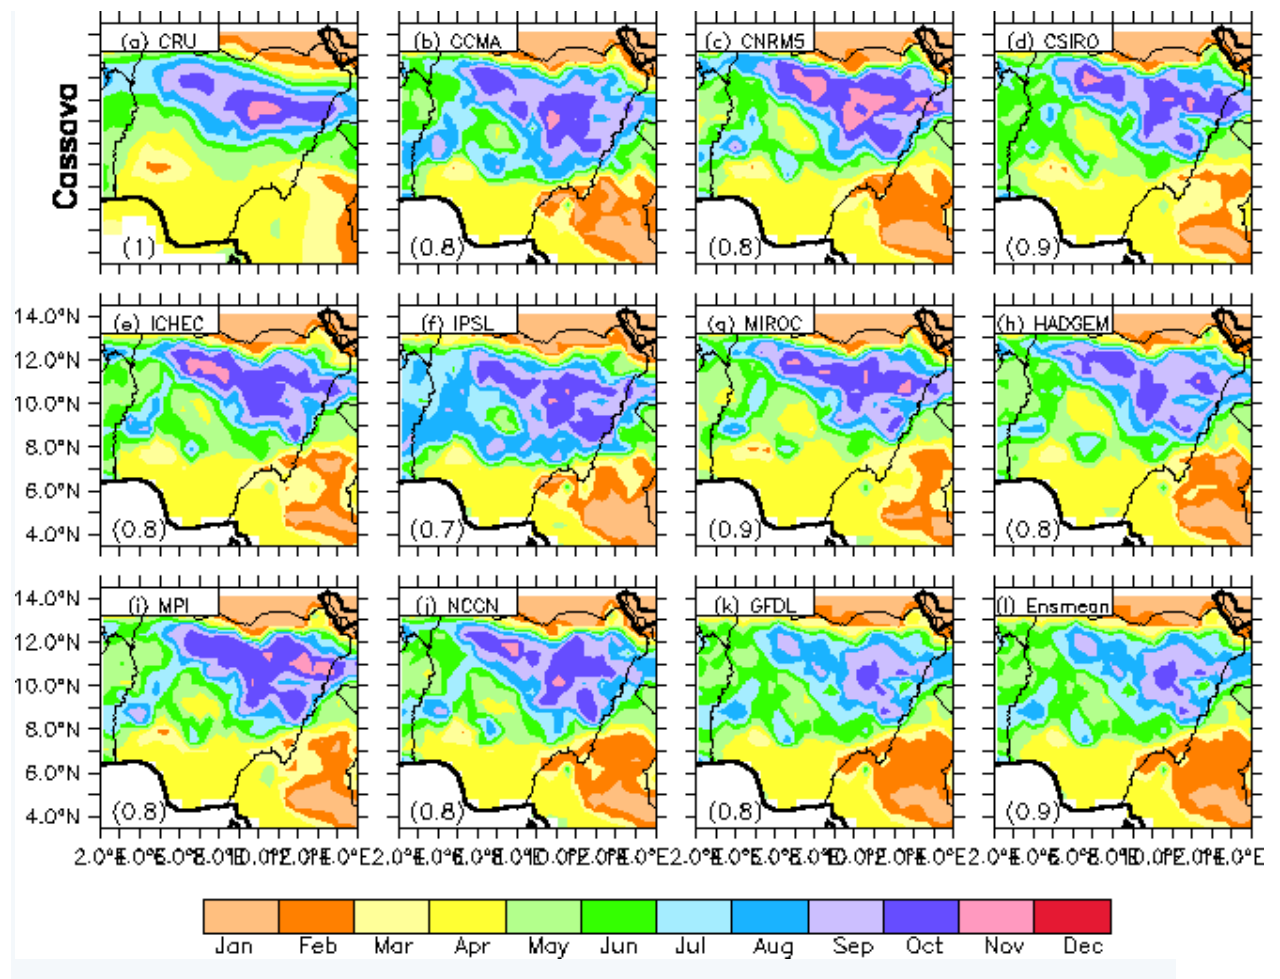 Cassava
(a) CRU
(b) CCMA
(c) CNRM5
(d) CSIRO
(1)
(0.8)
(0.8)
(0.9)
14.0°N
12.0°N
10.0°N
8.0°N
6.0°N
4.0°N
(e) ICHEC
(f) IPSL
(g) MIROC
(h) HADGEM
(0.8)
(0.7)
(0.9)
(0.8)
14.0°N
12.0°N
10.0°N
8.0°N
6.0°N
4.0°N
(i) MPI
(j) NCCN
(k) GFDL
(l) Ensmean
(0.8)
(0.8)
(0.8)
(0.9)
Jan Feb Mar Apr May Jun Jul Aug Sep Oct Nov Dec